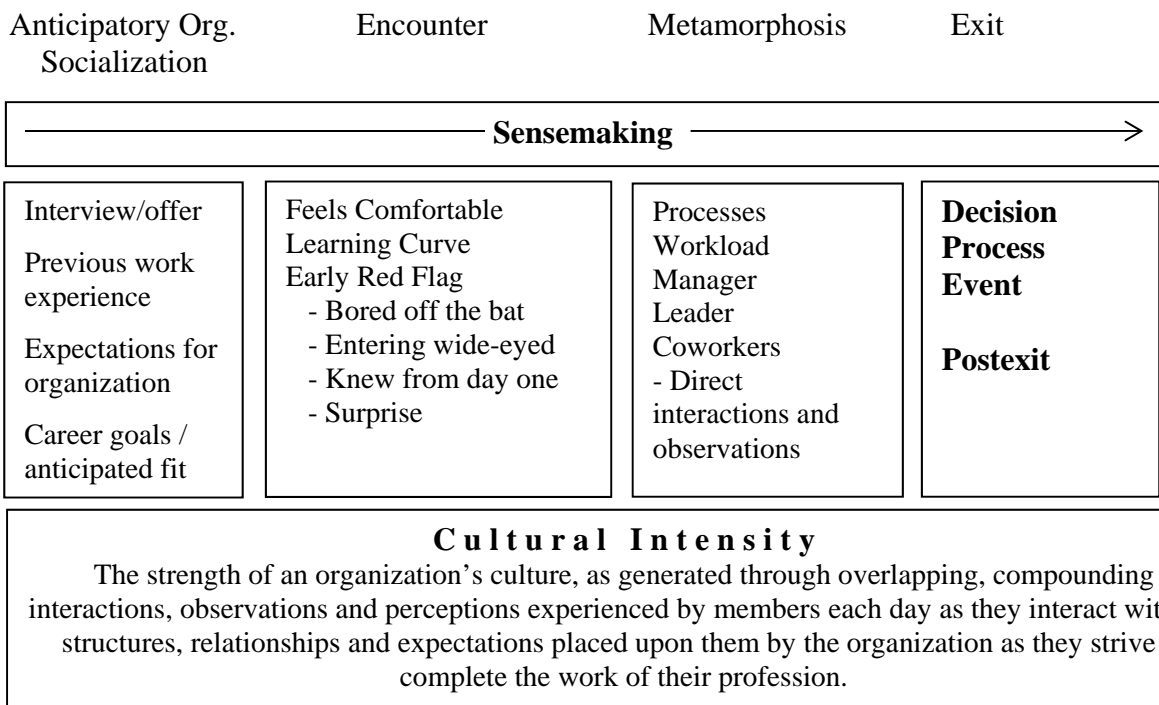 Anticipatory Org. Socialization
Encounter
Metamorphosis
Exit
Sensemaking
Interview/offer
Previous work
experience
Expectations for
organization
Career goals /
anticipated fit
Feels Comfortable
Learning Curve
Early Red Flag
- Bored off the bat
- Entering wide-eyed
- Knew from day one
- Surprise
Processes
Workload
Manager
Leader
Coworkers
- Direct
interactions and
observations
Decision
Process
Event
Postexit
Cultural Intensity
The strength of an organization’s culture, as generated through overlapping, compounding
interactions, observations and perceptions experienced by members each day as they interact
structures, relationships and expectations placed upon them by the organization as they strive
complete the work of their profession.